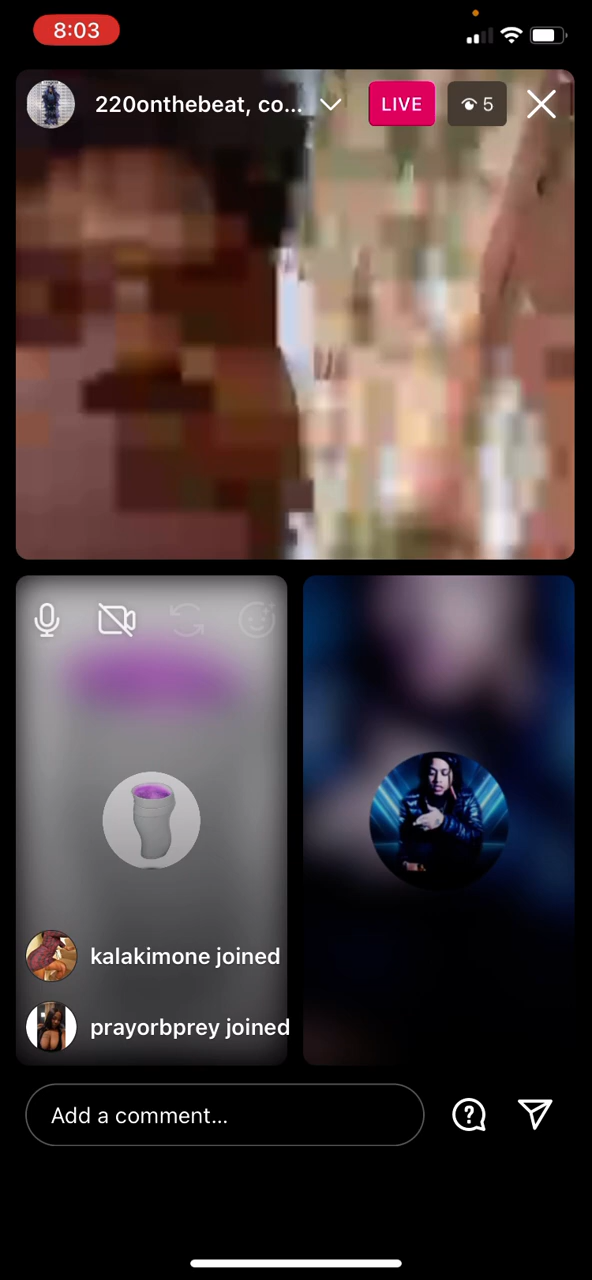 8:03
220onthebeat, co...
LIVE
5
kalakimone joined
prayorbprey joined
Add a comment...